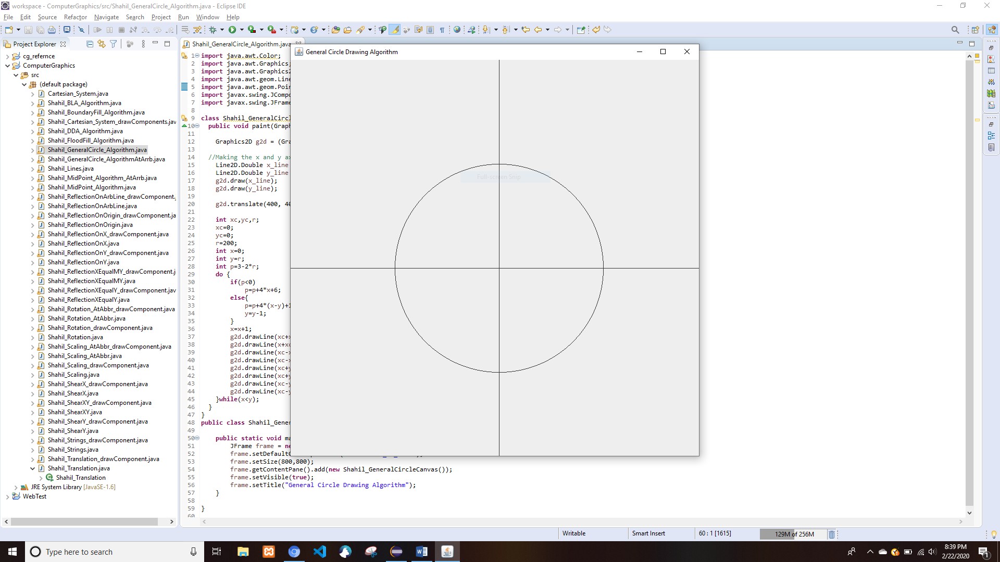 workspace - ComputerGraphics/src/Shahil_GeneralCircle_Algorithm.java - Eclipse IDE
File Edit Source Refactor Navigate Search Project Run Window Help
Project Explorer
cg_refernce
ComputerGraphics
src
(default package)
Cartesian_System.java
Shahil_BLA_Algorithm.java
Shahil_BoundaryFill_Algorithm.java
Shahil_Cartesian_System_drawComponents.jav
Shahil_DDA_Algorithm.java
Shahil_FloodFill_Algorithm.java
Shahil_GeneralCircle_Algorithm.java
Shahil_GeneralCircle_AlgorithmAtArrb.java
Shahil_Lines.java
Shahil_MidPoint_Algorithm_AtArrb.java
Shahil_MidPoint_Algorithm.java
Shahil_ReflectionOnArbLine_drawComponent.
Shahil_ReflectionOnArbLine.java
Shahil_ReflectionOnOrigin_drawComponent.ja
Shahil_ReflectionOnOrigin.java
Shahil_ReflectionOnX_drawComponent.java
Shahil_ReflectionOnX.java
Shahil_ReflectionOnY_drawComponent.java
Shahil_ReflectionOnY.java
Shahil_ReflectionXEqualMY_drawComponent.j
Shahil_ReflectionXEqualMY.java
Shahil_ReflectionXEqualY_drawComponent.jav
Shahil_ReflectionXEqualY.java
Shahil_Rotation_AtAbbr_drawComponent.java
Shahil_Rotation_AtAbbr.java
Shahil_Rotation_drawComponent.java
Shahil_Rotation.java
Shahil_Scaling_AtAbbr_drawComponent.java
Shahil_Scaling_AtAbbr.java
Shahil_Scaling_drawComponent.java
Shahil_Scaling.java
Shahil_ShearX_drawComponent.java
Shahil_ShearX.java
Shahil_ShearXY_drawComponent.java
Shahil_ShearXY.java
Shahil_ShearY_drawComponent.java
Shahil_ShearY.java
Shahil_Strings_drawComponent.java
Shahil_Strings.java
Shahil_Translation_drawComponent.java
Shahil_Translation.java
Shahil_Translation
JRE System Library [JavaSE-1.6]
WebTest
Shahil_GeneralCircle_Algorithm.java
1 import java.awt.Color;
2 import java.awt.Graphics;
3 import java.awt.Graphics2
4 import java.awt.geom.Line
5 import java.awt.geom.Poin
6 import javax.swing.JCompo
7 import javax.swing.JFrame
8
9 class Shahil_GeneralCircl
10 public void paint(Graph
11
12 Graphics2D g2d = (Gra
13
14 //Making the x and y ax
15 Line2D.Double x_line
16 Line2D.Double y_line
17 g2d.draw(x_line);
18 g2d.draw(y_line);
19
20 g2d.translate(400, 40
21
22 int xc,yc,r;
23 xc=0;
24 yc=0;
25 r=200;
26 int x=0;
27 int y=r;
28 int p=3-2*r;
29 do {
30 if(p<0)
31 p=p+4*x+6;
32 else{
33 p=p+4*(x-y)+1
34 y=y-1;
35 }
36 x=x+1;
37 g2d.drawLine(xc+x
38 g2d.drawLine(x+xc
39 g2d.drawLine(xc-x
40 g2d.drawLine(xc-x
41 g2d.drawLine(xc+y
42 g2d.drawLine(xc+y
43 g2d.drawLine(xc-y
44 g2d.drawLine(xc-y
45 }while(x<y);
46 }
47 }
48 public class Shahil_Gener
49
50 public static void ma
51 JFrame frame = ne
52 frame.setDefaultC
53 frame.setSize(800,800);
54 frame.getContentPane().add(new Shahil_GeneralCircleCanvas());
55 frame.setVisible(true);
56 frame.setTitle("General Circle Drawing Algorithm");
57 }
58
59 }
60
General Circle Drawing Algorithm
Full-screen Snip
Writable Smart Insert 60 : 1 [1615] 129M of 256M
Type here to search
8:39 PM
2/22/2020
1